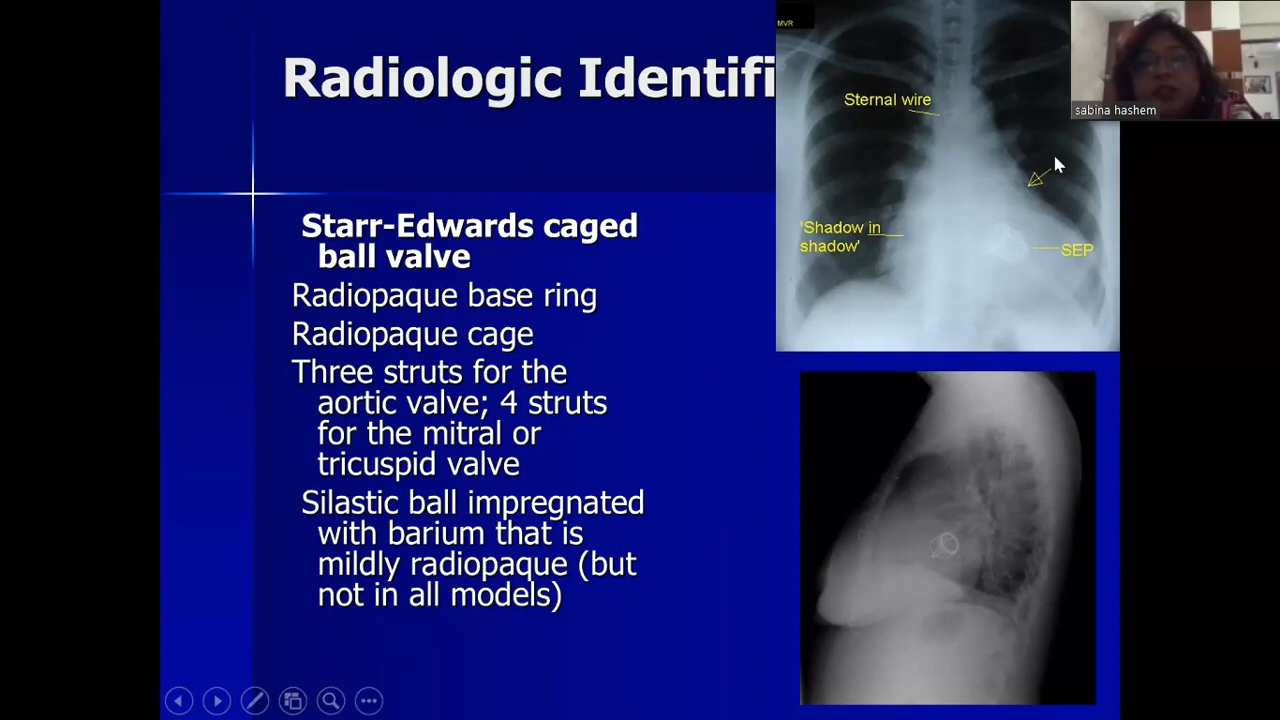 Radiologic Identifi
Starr-Edwards caged
ball valve
Radiopaque base ring
Radiopaque cage
Three struts for the
aortic valve; 4 struts
for the mitral or
tricuspid valve
Silastic ball impregnated
with barium that is
mildly radiopaque (but
not in all models)
MVR
Sternal wire
'Shadow in
shadow'
SEP
sabina hashem